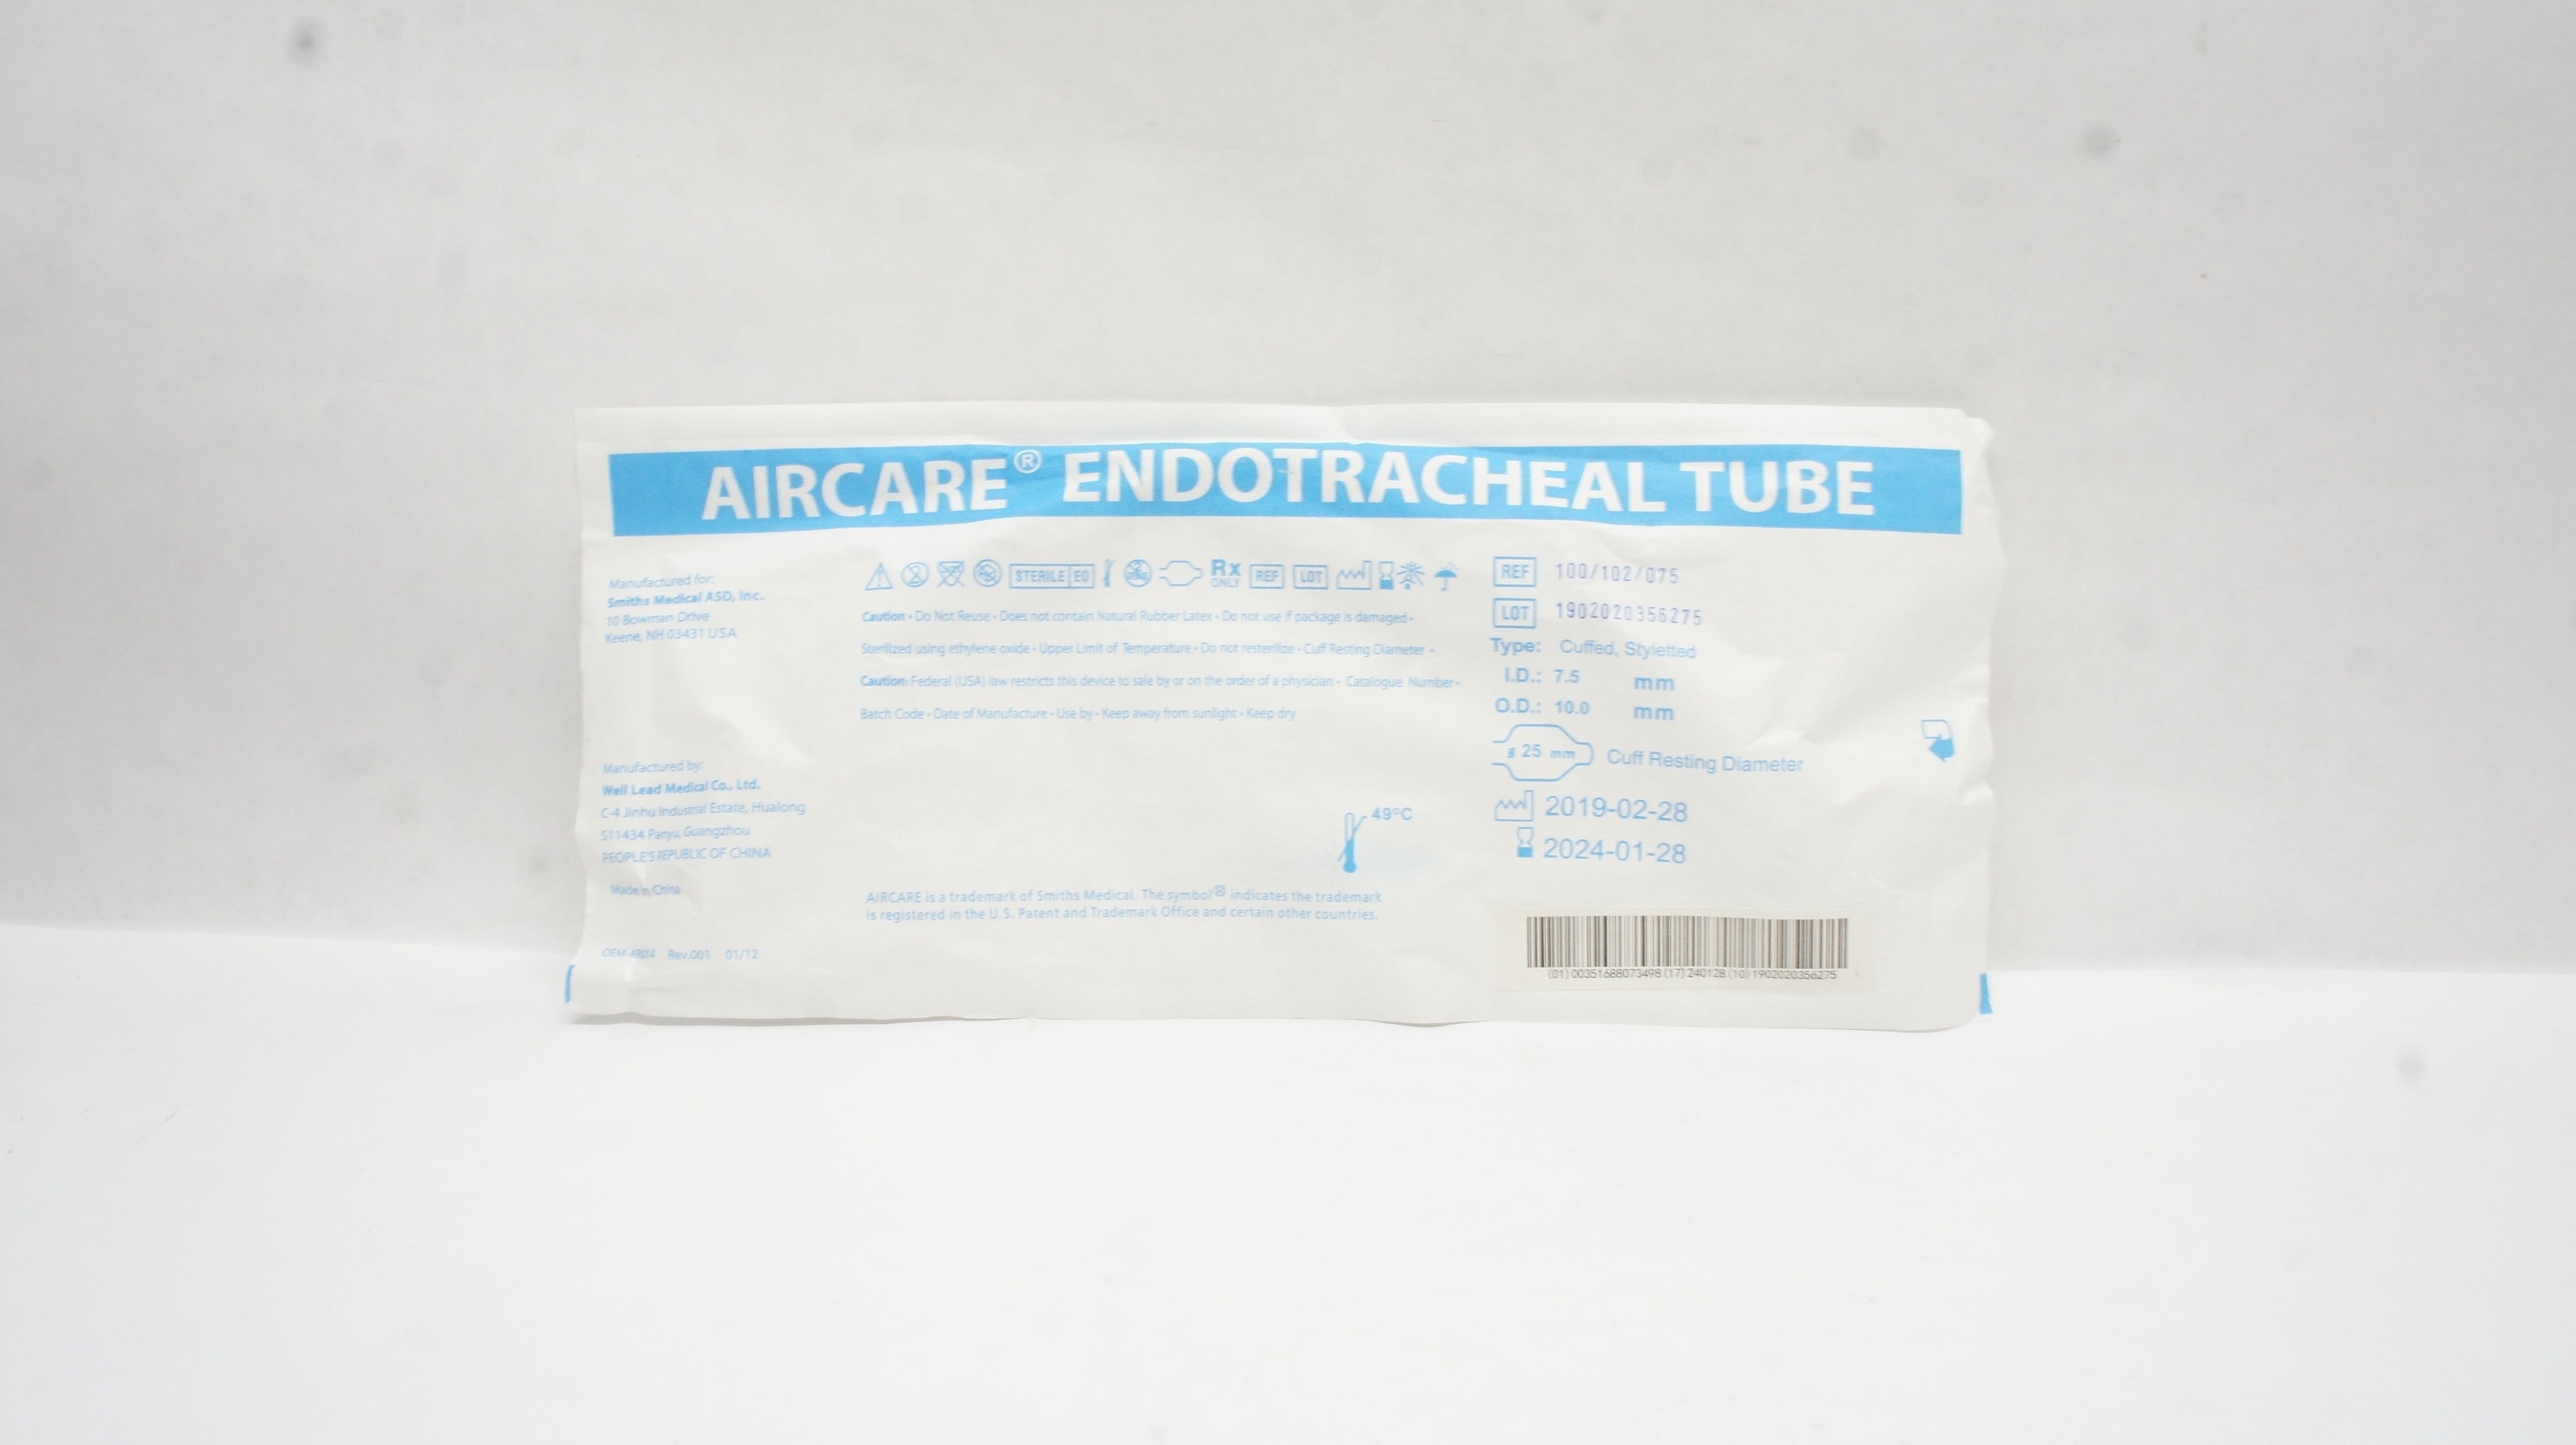 AIRCARE® ENDOTRACHEAL TUBE
Manufactured for:
Smiths Medical ASD, Inc.
10 Bowman Drive
Keene, NH 03431 USA
Manufactured by:
Well Lead Medical Co., Ltd.
C-4 Jinhu Industrial Estate, Hualong
511434 Panyu Guangzhou
PEOPLE'S REPUBLIC OF CHINA
Made in China
OEM-AR014 Rev.001 01/12
STERILE EO 2 Rx ONLY REF LOT
Caution • Do Not Reuse • Does not contain Natural Rubber Latex • Do not use if package is damaged •
Sterilized using ethylene oxide • Upper Limit of Temperature • Do not resterilize • Cuff Resting Diameter •
Caution: Federal (USA) law restricts this device to sale by or on the order of a physician • Catalogue Number •
Batch Code • Date of Manufacture • Use by • Keep away from sunlight • Keep dry
49°C
AIRCARE is a trademark of Smiths Medical. The symbol ® indicates the trademark
is registered in the U.S. Patent and Trademark Office and certain other countries.
REF 100/102/075
LOT 1902020356275
Type: Cuffed, Styletted
I.D.: 7.5 mm
O.D.: 10.0 mm
ø 25 mm Cuff Resting Diameter
2019-02-28
2024-01-28
(01) 00351688073498 (17) 240128 (10) 1902020356275